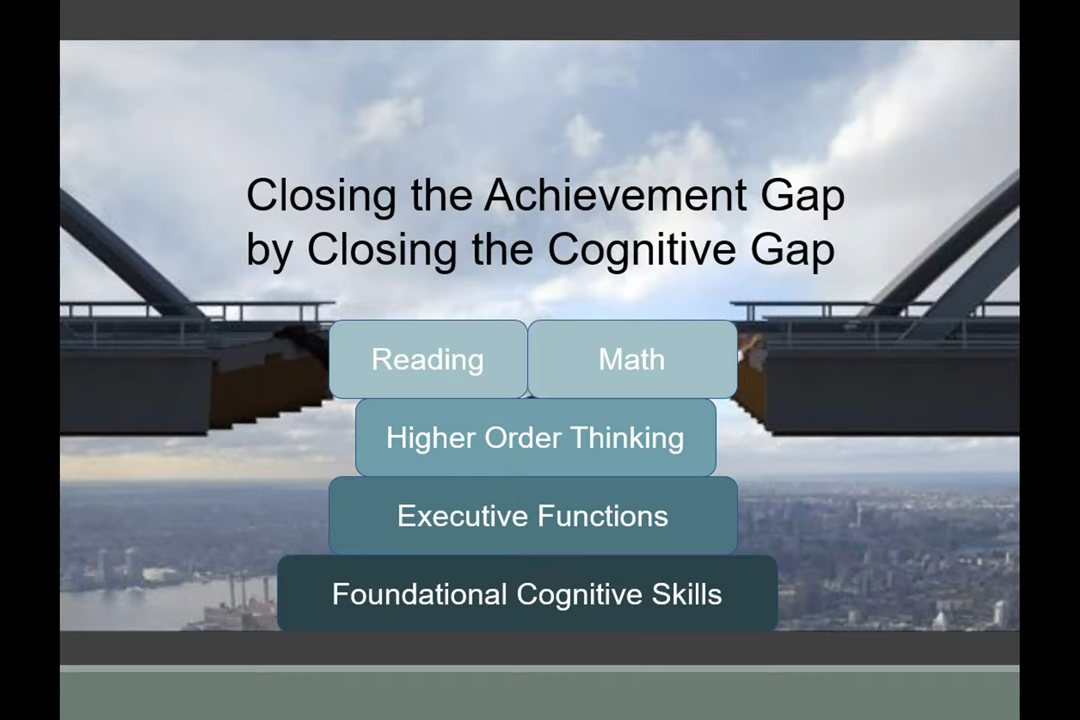 Closing the Achievement Gap
by Closing the Cognitive Gap
Reading
Math
Higher Order Thinking
Executive Functions
Foundational Cognitive Skills